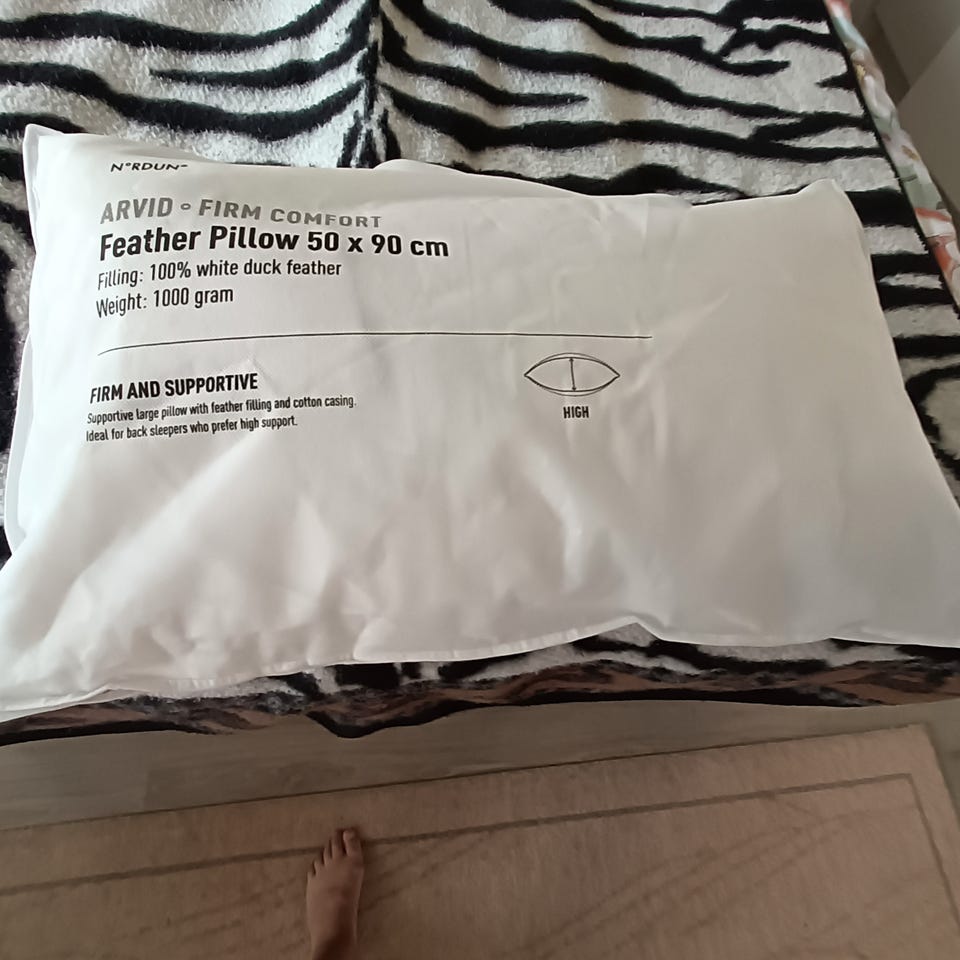 N°RDUN°
ARVID ° FIRM COMFORT
Feather Pillow 50 x 90 cm
Filling: 100% white duck feather
Weight: 1000 gram
FIRM AND SUPPORTIVE
Supportive large pillow with feather filling and cotton casing.
Ideal for back sleepers who prefer high support.
HIGH